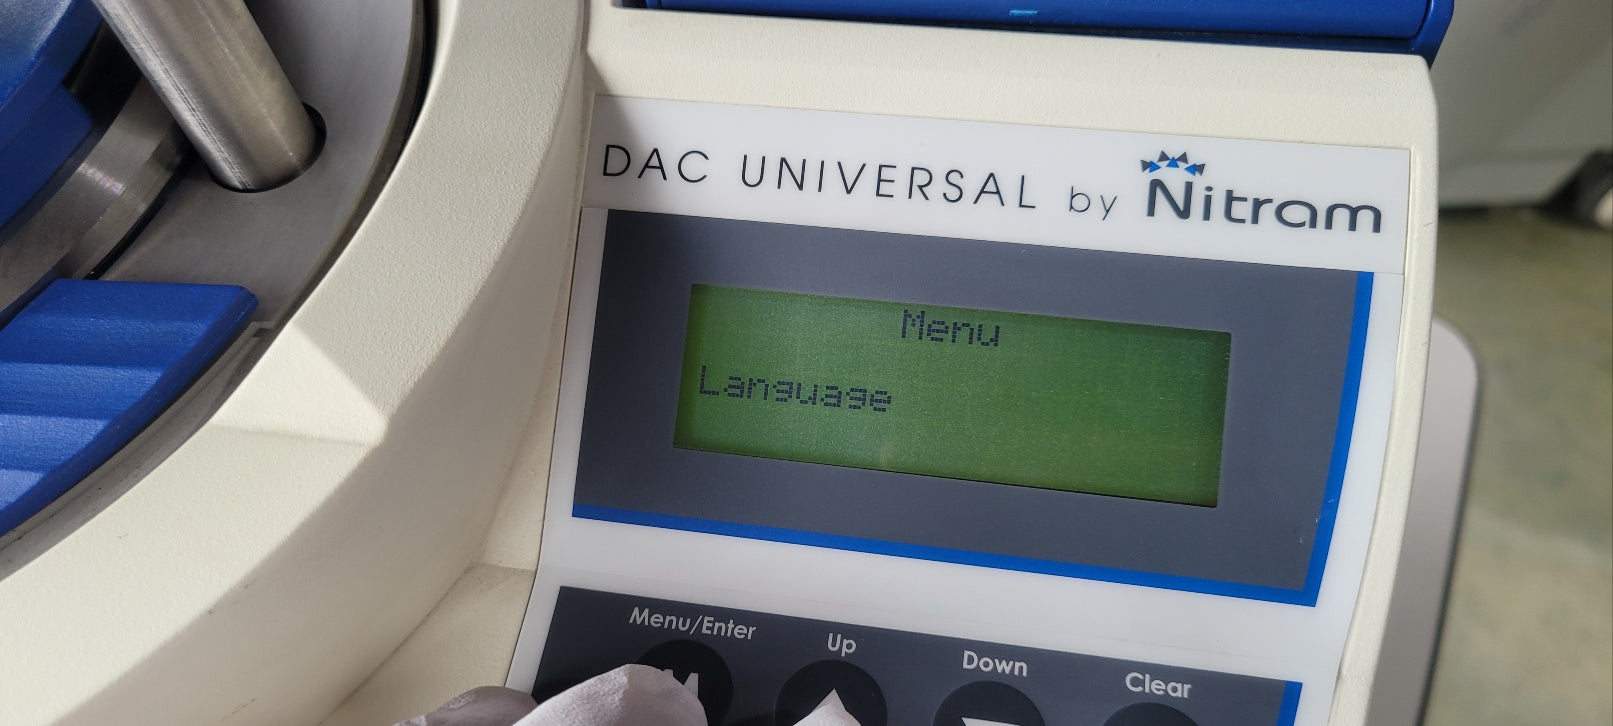 DAC UNIVERSAL by Nitram
Menu
Language
Menu/Enter
Up
Down
Clear